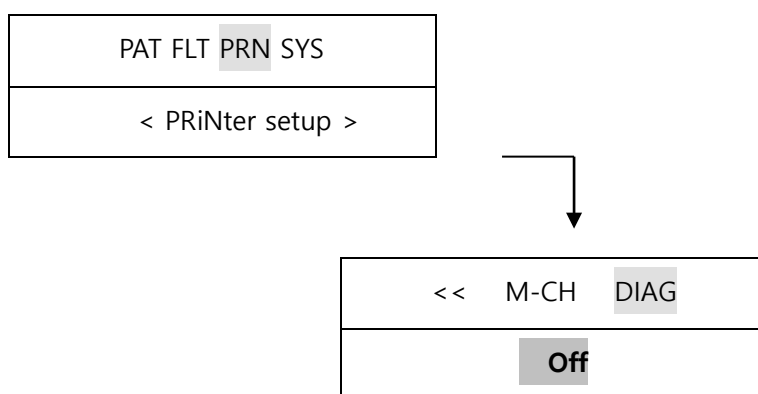 PAT FLT PRN SYS
< PRiNter setup >
<< M-CH DIAG
Off